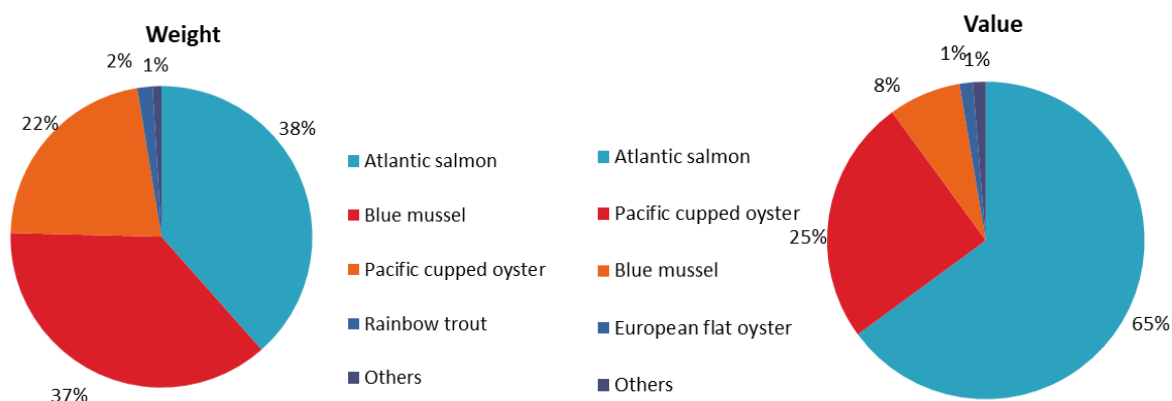 Weight
2%
1%
22%
38%
37%
Atlantic salmon
Blue mussel
Pacific cupped oyster
Rainbow trout
Others
Value
1%
1%
8%
25%
65%
Atlantic salmon
Pacific cupped oyster
Blue mussel
European flat oyster
Others